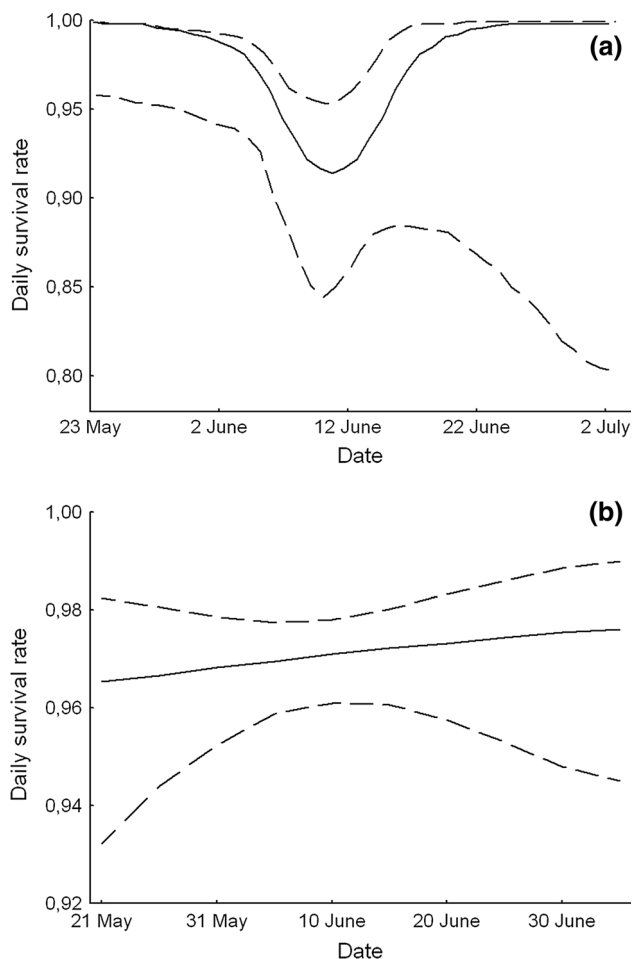 1,00
(a)
0,95
0,90
0,85
0,80
Daily survival rate
23 May 2 June 12 June 22 June 2 July
Date
1,00
(b)
0,98
0,96
0,94
0,92
Daily survival rate
21 May 31 May 10 June 20 June 30 June
Date